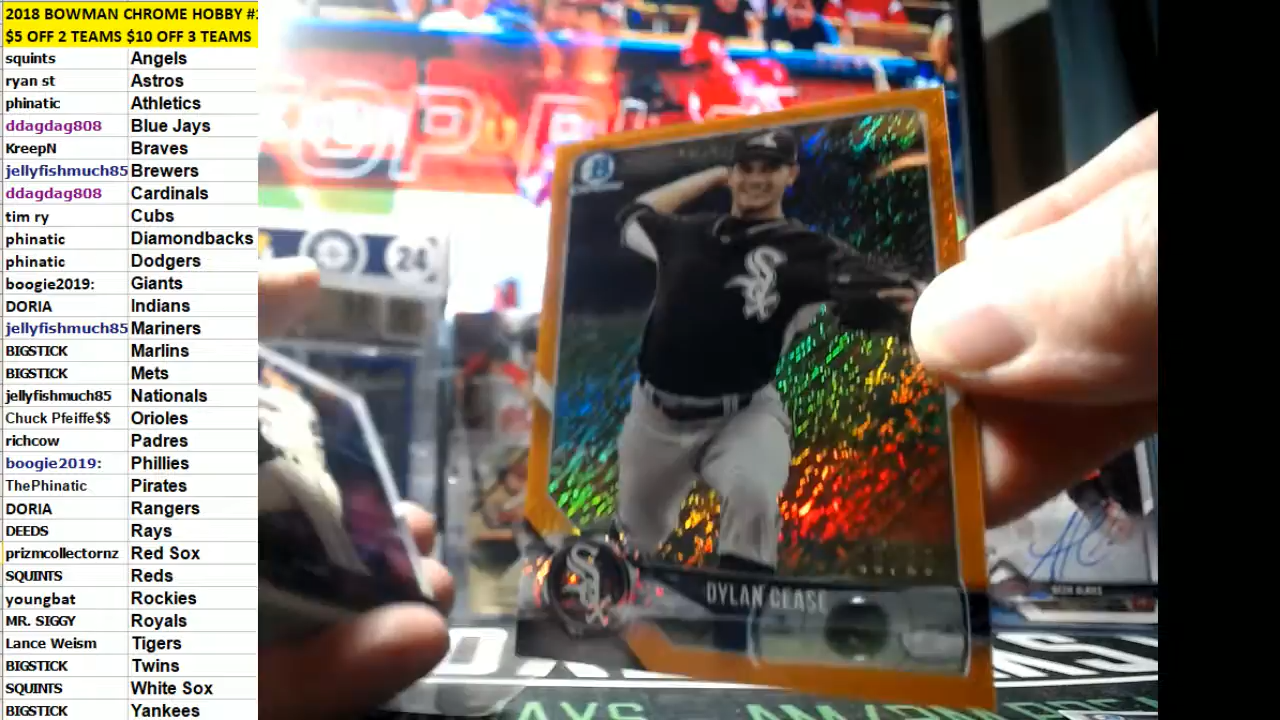 2018 BOWMAN CHROME HOBBY #
$5 OFF 2 TEAMS $10 OFF 3 TEAMS
squints Angels
ryan st Astros
phinatic Athletics
ddagdag808 Blue Jays
KreepN Braves
jellyfishmuch85 Brewers
ddagdag808 Cardinals
tim ry Cubs
phinatic Diamondbacks
phinatic Dodgers
boogie2019: Giants
DORIA Indians
jellyfishmuch85 Mariners
BIGSTICK Marlins
BIGSTICK Mets
jellyfishmuch85 Nationals
Chuck Pfeiffe$$ Orioles
richcow Padres
boogie2019: Phillies
ThePhinatic Pirates
DORIA Rangers
DEEDS Rays
prizmcollectornz Red Sox
SQUINTS Reds
youngbat Rockies
MR. SIGGY Royals
Lance Weism Tigers
BIGSTICK Twins
SQUINTS White Sox
BIGSTICK Yankees
24
B
SOX
SOX
DYLAN CEASE